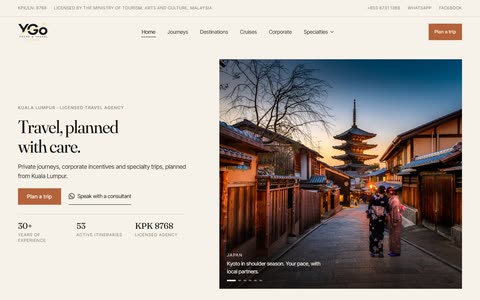 KPK/LN: 8768 LICENSED BY THE MINISTRY OF TOURISM, ARTS AND CULTURE, MALAYSIA
WHATSAPP FACEBOOK
YGo
Home Journeys Destinations Cruises Corporate Specialties
Plan a trip
KUALA LUMPUR · LICENSED TRAVEL AGENCY
Travel, planned
with care.
Private journeys, corporate incentives and specialty trips, planned
from Kuala Lumpur.
Plan a trip Speak with a consultant
30+ 53 KPK 8768
YEARS OF EXPERIENCE ACTIVE ITINERARIES LICENSED AGENCY
JAPAN
Kyoto in shoulder season. Your pace, with
local partners.